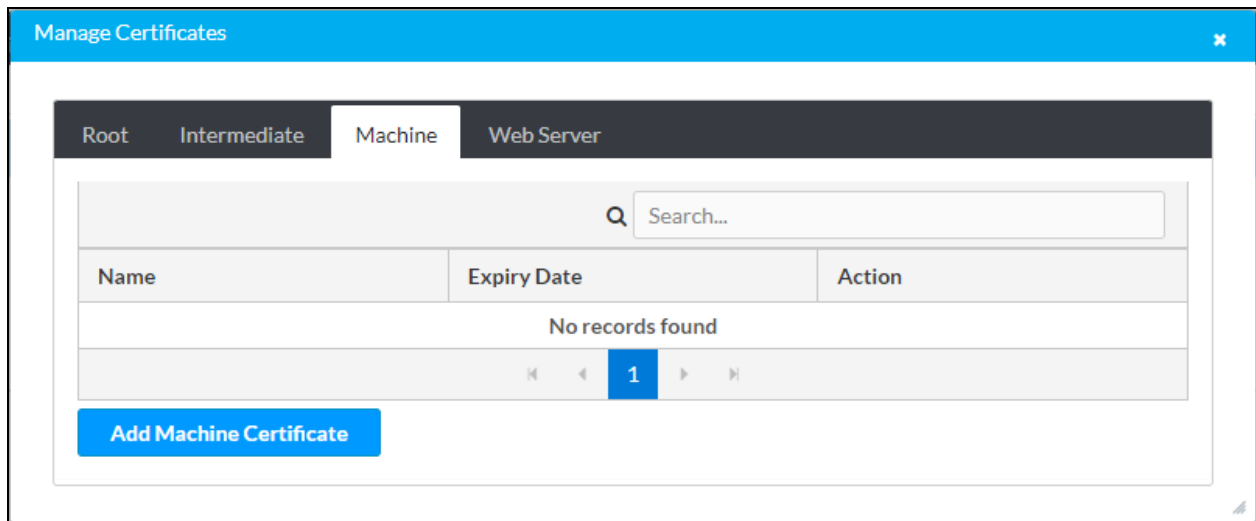 Manage Certificates
Root Intermediate Machine Web Server
Search...
Name Expiry Date Action
No records found
1
Add Machine Certificate